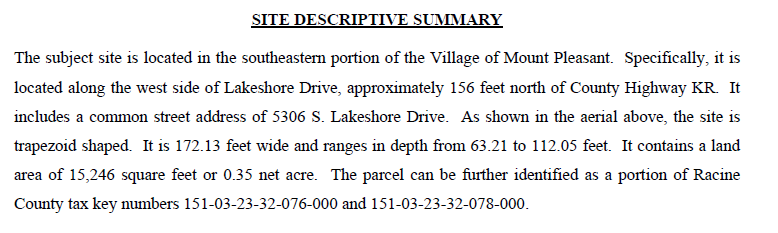 SITE DESCRIPTIVE SUMMARY
The subject site is located in the southeastern portion of the Village of Mount Pleasant.  Specifically, it is
located along the west side of Lakeshore Drive, approximately 156 feet north of County Highway KR.  It
includes a common street address of 5306 S. Lakeshore Drive.  As shown in the aerial above, the site is
trapezoid shaped.  It is 172.13 feet wide and ranges in depth from 63.21 to 112.05 feet.  It contains a land
area of 15,246 square feet or 0.35 net acre.  The parcel can be further identified as a portion of Racine
County tax key numbers 151-03-23-32-076-000 and 151-03-23-32-078-000.